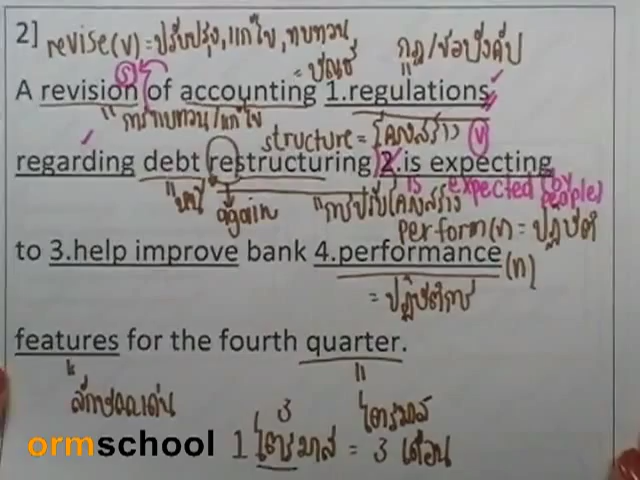 2] revise(v) = ปรับปรุง, แก้ไข, ทบทวน
= บัญชี กฎ/ข้อบังคับ
(S)
A revision of accounting 1.regulations
" การทบทวน/แก้ไข structure = โครงสร้าง (V)
regarding debt restructuring 2.is expecting
is expected (by people)
= หนี้ again " การปรับโครงสร้าง
perform(v) = ปฏิบัติ
to 3.help improve bank 4.performance (n)
= ปฏิบัติการ
features for the fourth quarter.
ลักษณะเด่น 3 ไตรมาส
ormschool 1 ไตรมาส = 3 เดือน